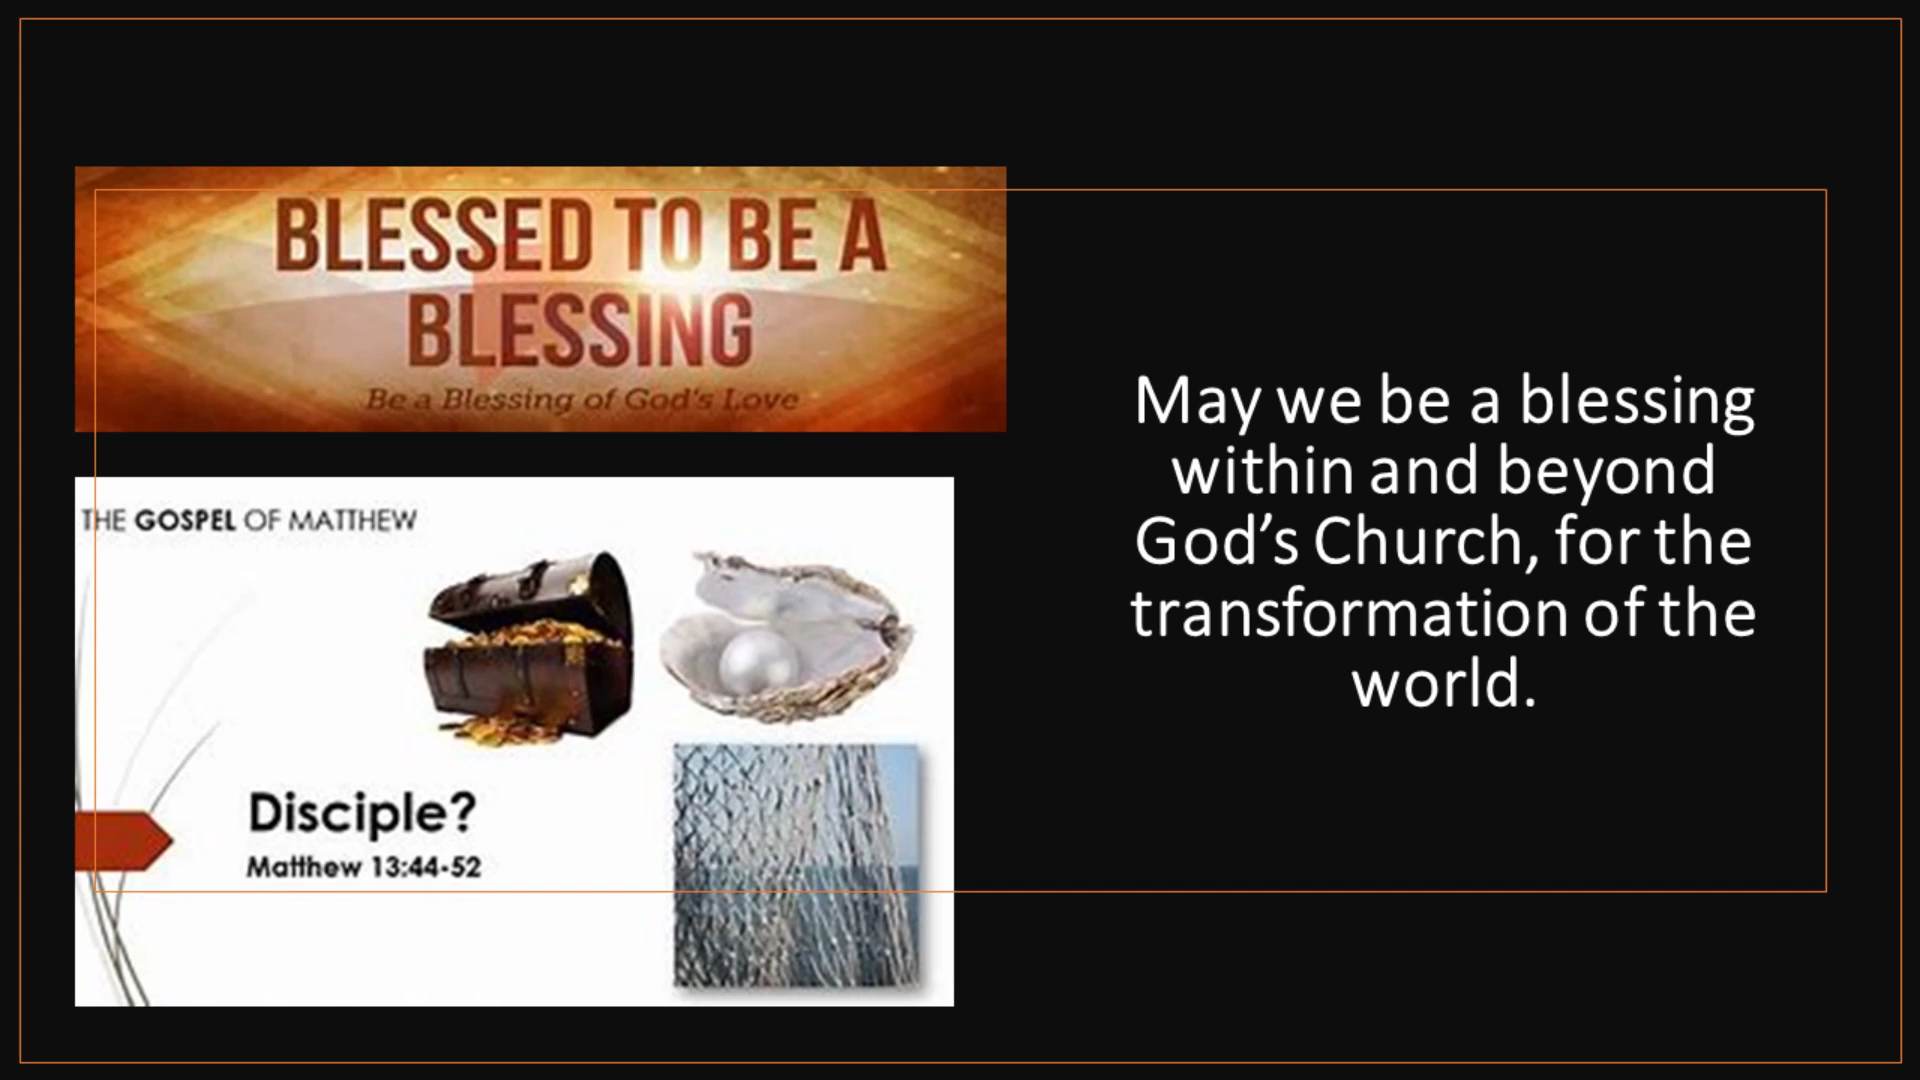 BLESSED TO BE A
BLESSING
Be a Blessing of God's Love
THE GOSPEL OF MATTHEW
Disciple?
Matthew 13:44-52
May we be a blessing
within and beyond
God’s Church, for the
transformation of the
world.